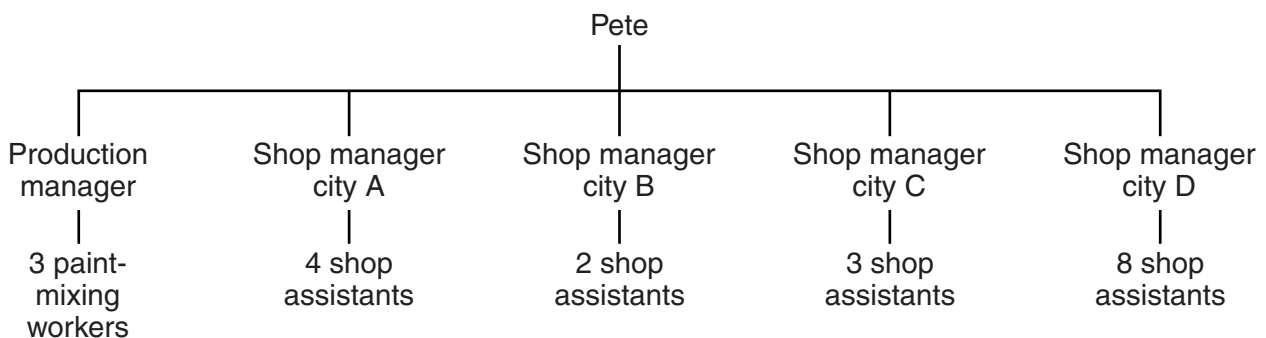 Pete
Production
manager
Shop manager
city A
Shop manager
city B
Shop manager
city C
Shop manager
city D
3 paint-
mixing
workers
4 shop
assistants
2 shop
assistants
3 shop
assistants
8 shop
assistants